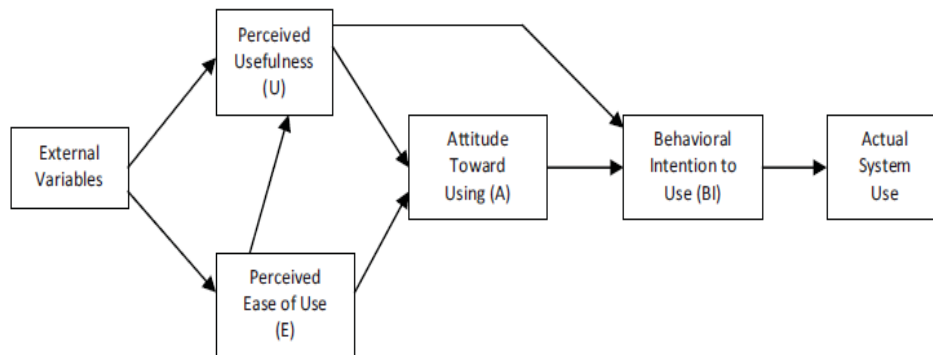 Perceived
Usefulness
(U)
External
Variables
Attitude
Toward
Using (A)
Behavioral
Intention to
Use (BI)
Actual
System
Use
Perceived
Ease of Use
(E)